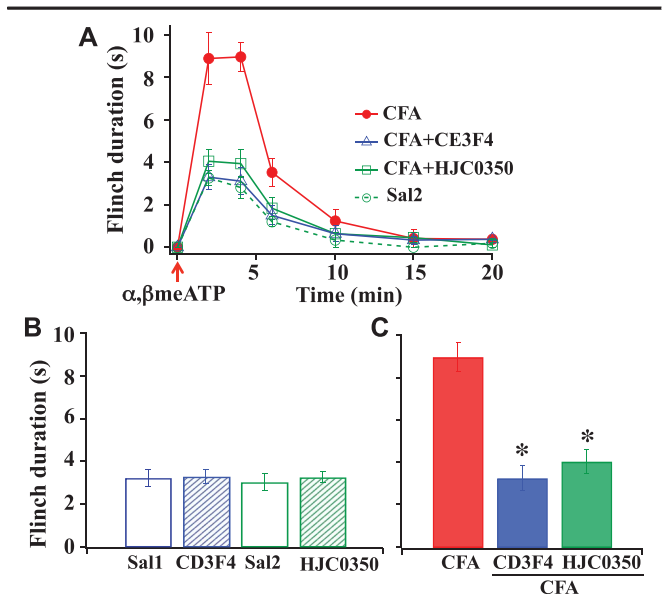 A
Flinch duration (s)
10
8
6
4
2
0
CFA
CFA+CE3F4
CFA+HJC0350
Sal2
5
10
15
20
α,βmeATP
Time (min)
B
Flinch duration (s)
10
8
6
4
2
0
Sal1
CD3F4
Sal2
HJC0350
C
*
*
CFA
CD3F4
HJC0350
CFA